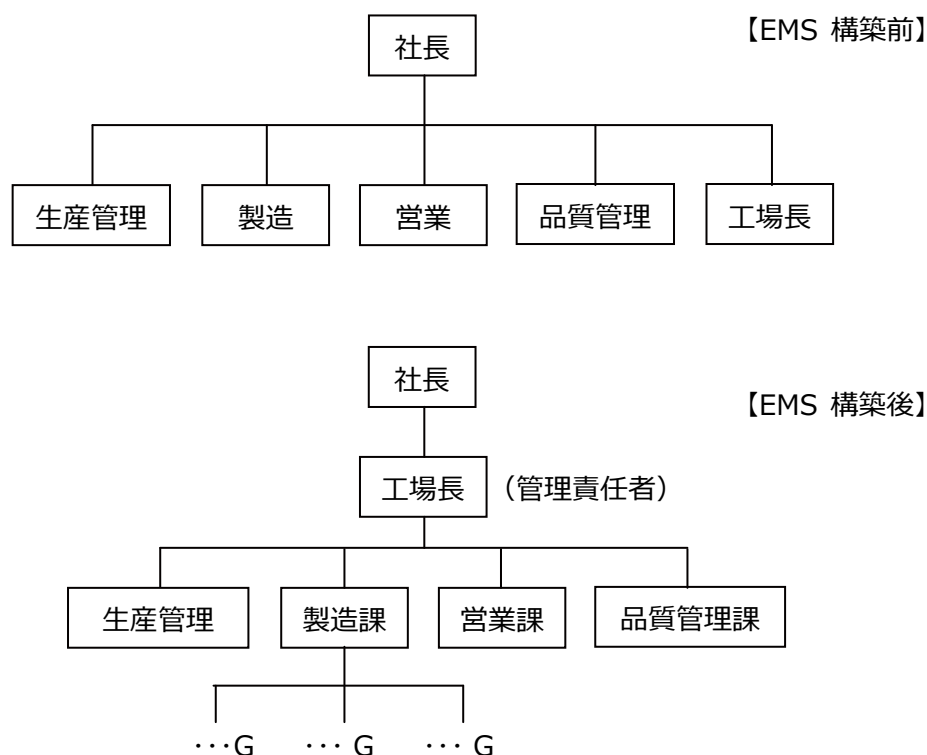 【EMS 構築前】
社長
生産管理
製造
営業
品質管理
工場長
社長
【EMS 構築後】
工場長
（管理責任者）
生産管理
製造課
営業課
品質管理課
･･･G
･･･ G
･･･ G